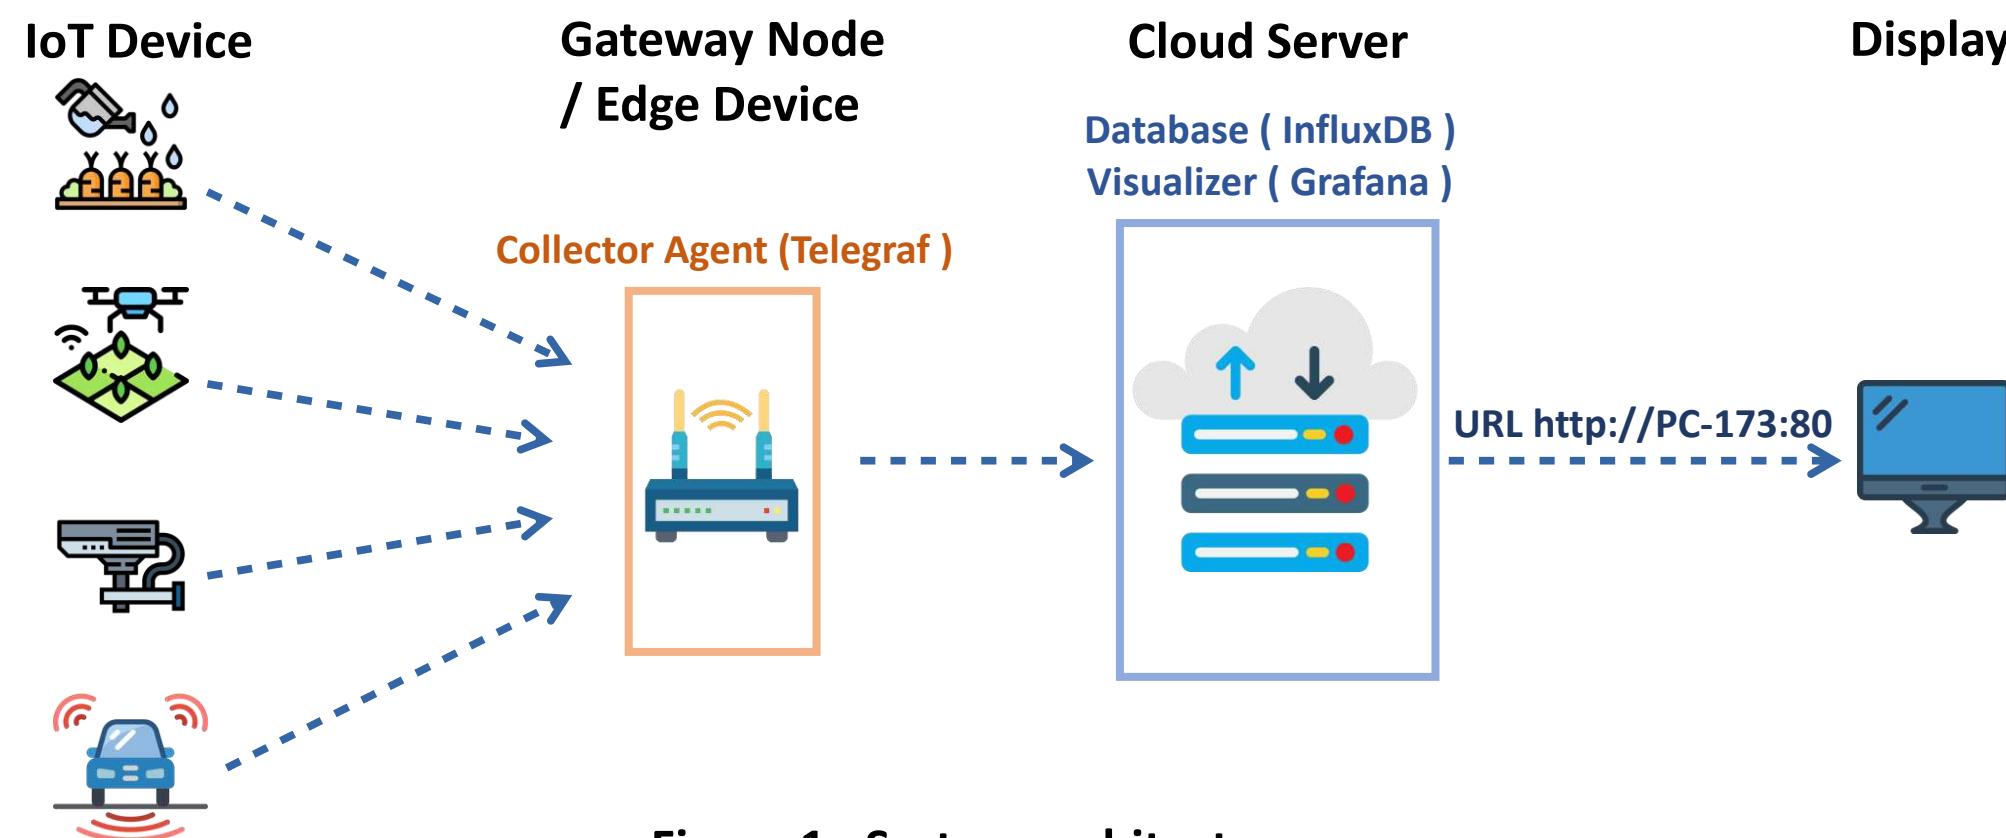 IoT Device
Gateway Node
/ Edge Device
Cloud Server
Display
Database ( InfluxDB )
Visualizer ( Grafana )
Collector Agent (Telegraf )
URL http://PC-173:80